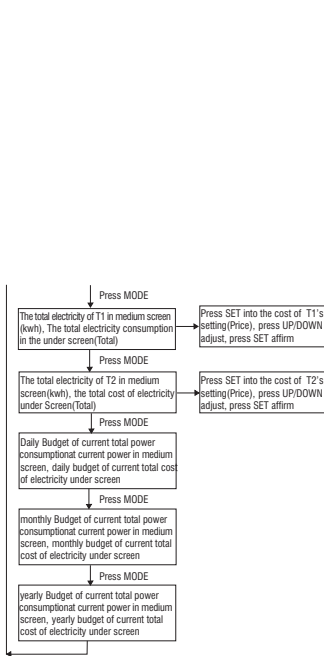 Press MODE
The total electricity of T1 in medium screen
(kwh), The total electricity consumption
in the under screen(Total)
Press SET into the cost of T1's
setting(Price), press UP/DOWN
adjust, press SET affirm
Press MODE
The total electricity of T2 in medium
screen(kwh), the total cost of electricity
under Screen(Total)
Press SET into the cost of T2's
setting(Price), press UP/DOWN
adjust, press SET affirm
Press MODE
Daily Budget of current total power
consumptionat current power in medium
screen, daily budget of current total cost
of electricity under screen
Press MODE
monthly Budget of current total power
consumptionat current power in medium
screen, monthly budget of current total
cost of electricity under screen
Press MODE
yearly Budget of current total power
consumptionat current power in medium
screen, yearly budget of current total
cost of electricity under screen